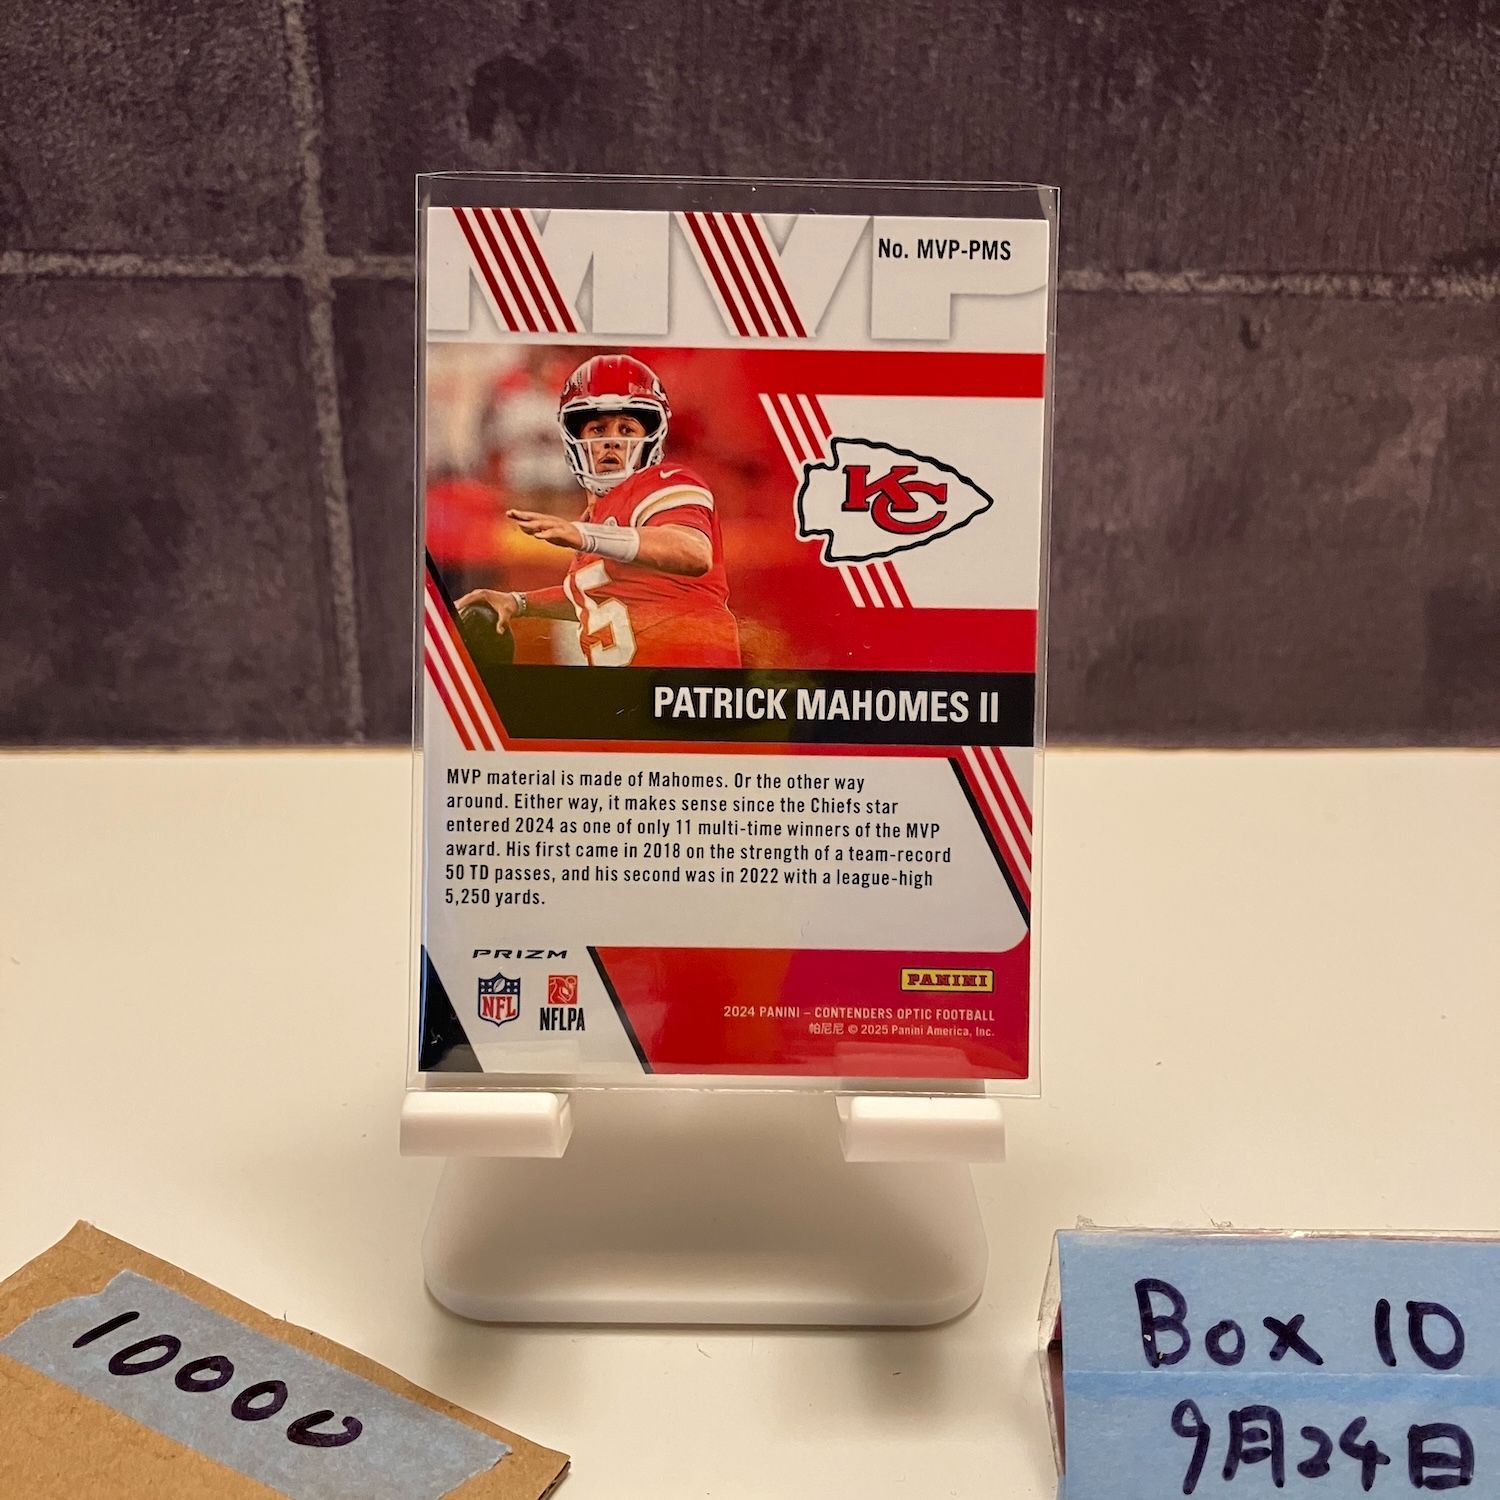 MVP
No. MVP-PMS
KC
5
PATRICK MAHOMES II
MVP material is made of Mahomes. Or the other way
around. Either way, it makes sense since the Chiefs star
entered 2024 as one of only 11 multi-time winners of the MVP
award. His first came in 2018 on the strength of a team-record
50 TD passes, and his second was in 2022 with a league-high
5,250 yards.
PRIZM
NFL
NFLPA
PANINI
2024 PANINI – CONTENDERS OPTIC FOOTBALL
帕尼尼 © 2025 Panini America, Inc.
10000
Box 10
9月24日